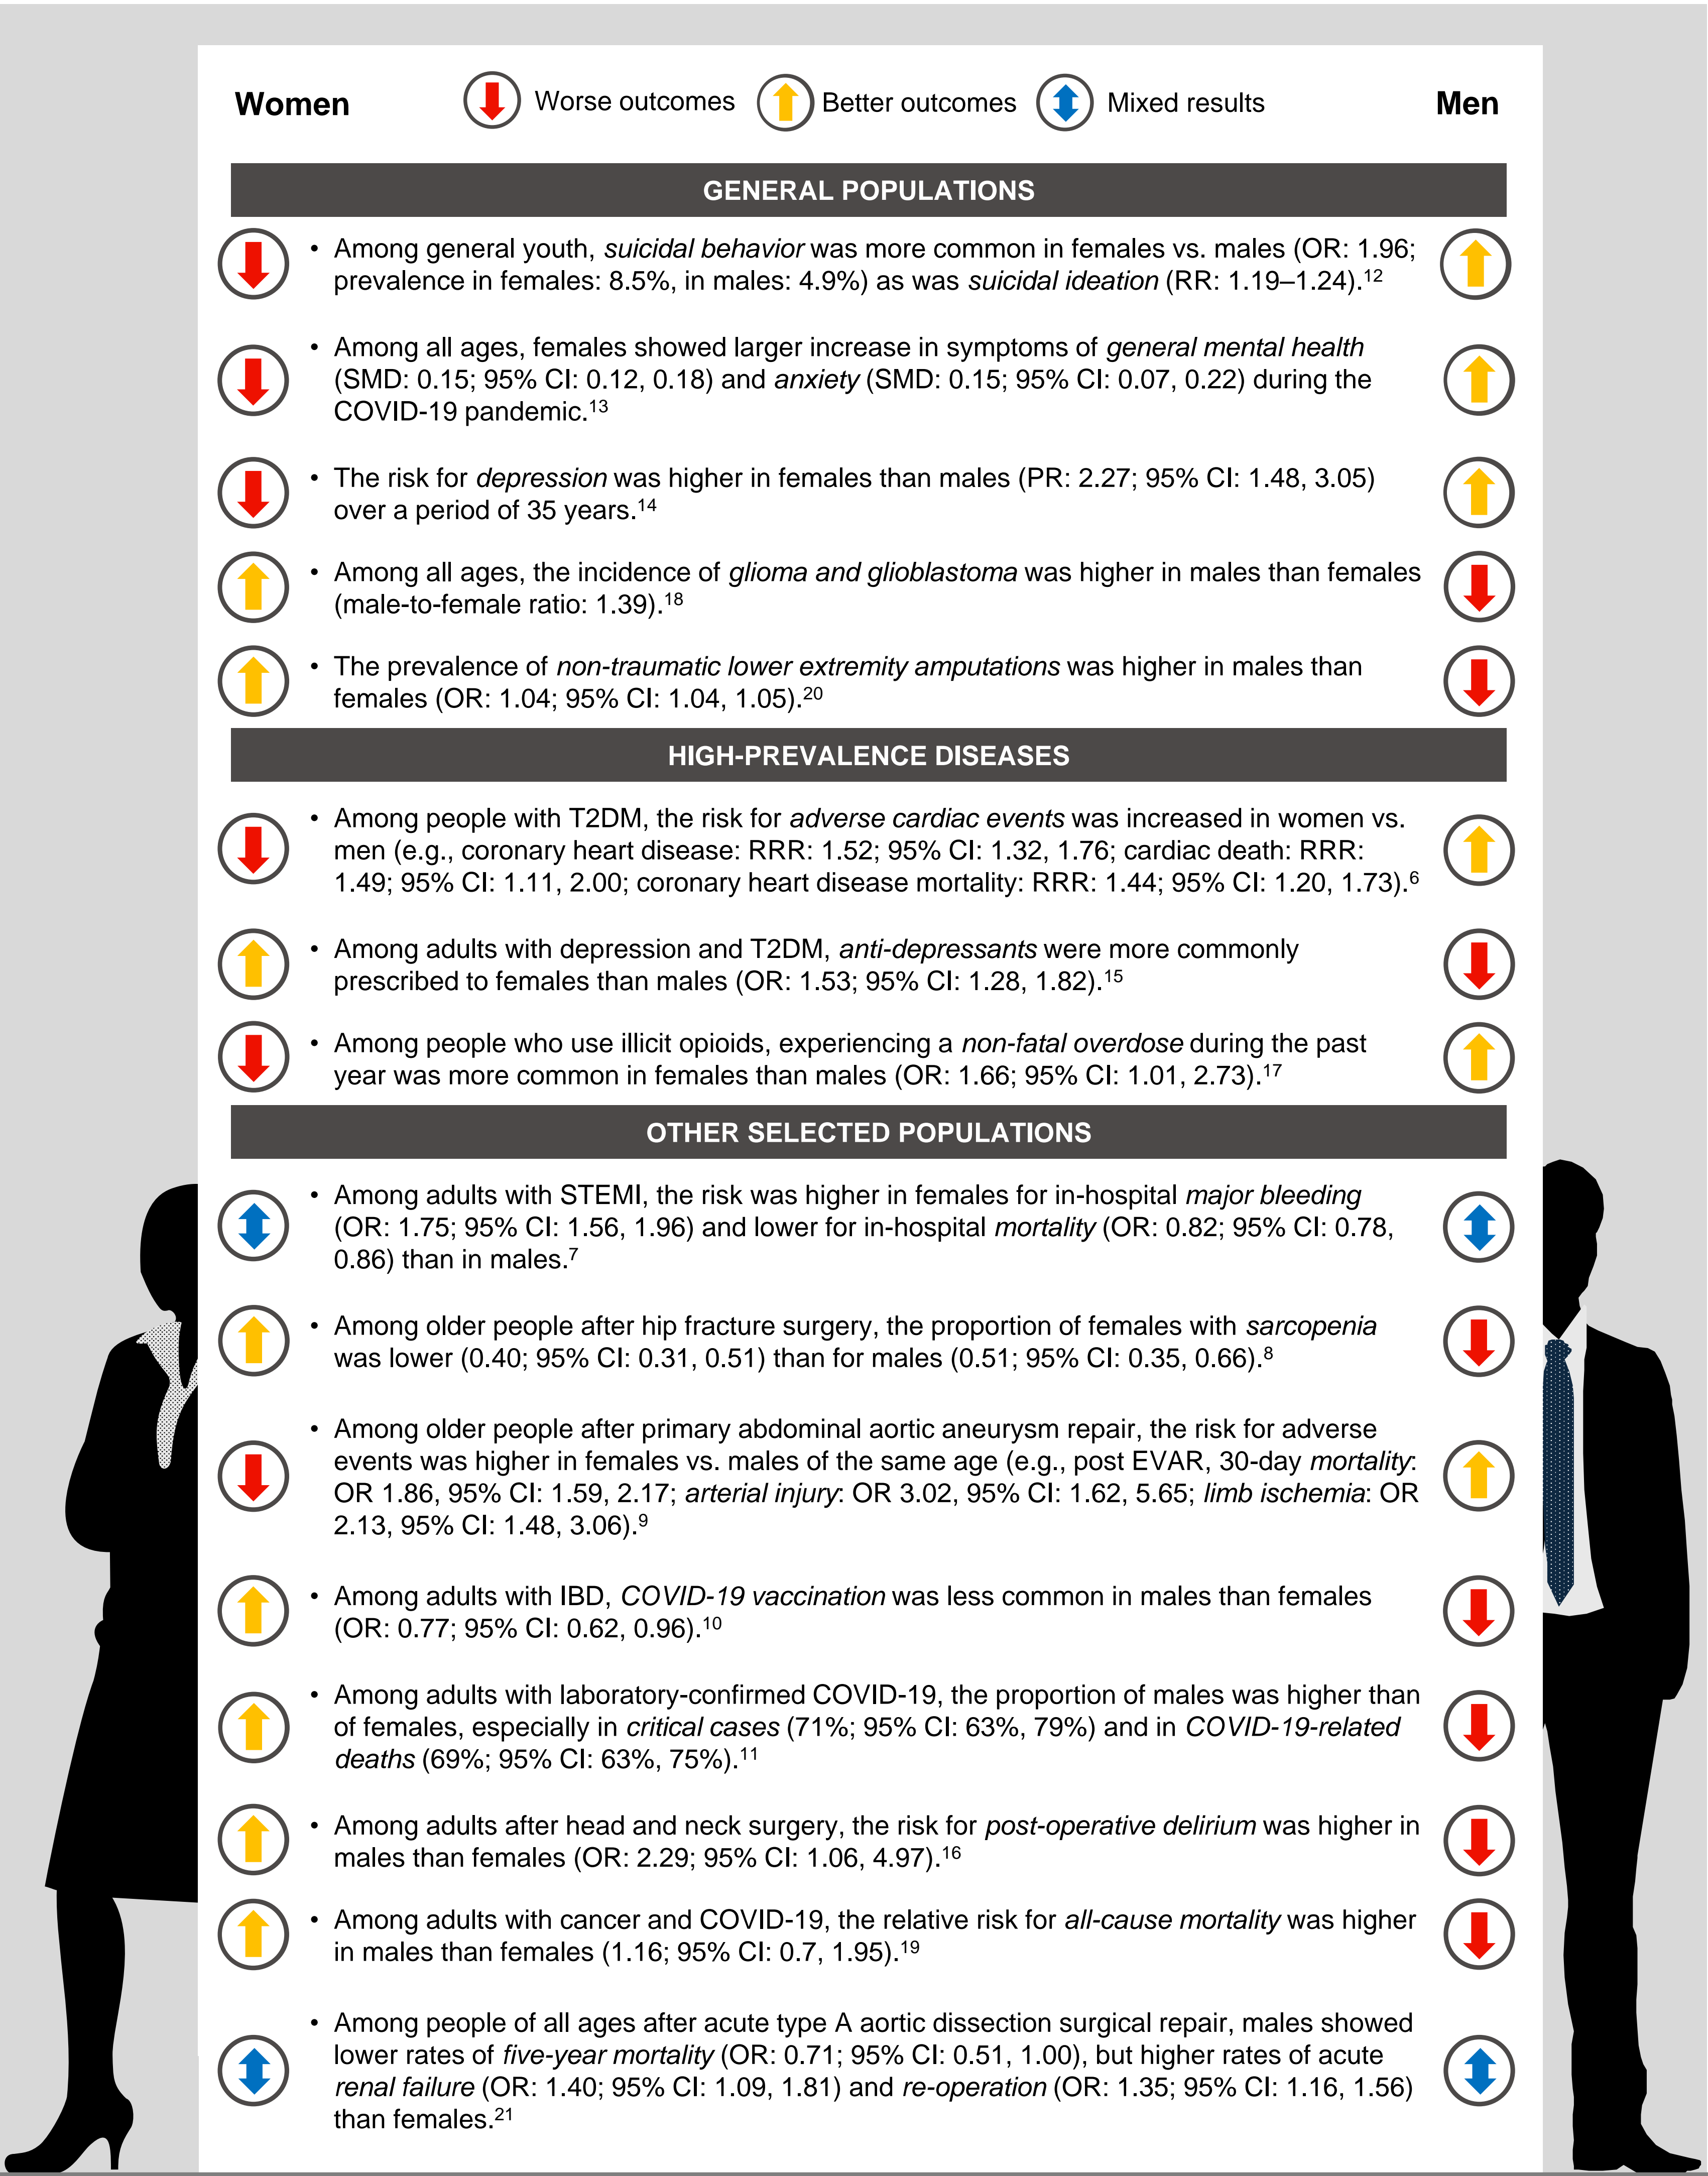 Women Worse outcomes Better outcomes Mixed results Men
GENERAL POPULATIONS
• Among general youth, suicidal behavior was more common in females vs. males (OR: 1.96;
prevalence in females: 8.5%, in males: 4.9%) as was suicidal ideation (RR: 1.19–1.24).12
• Among all ages, females showed larger increase in symptoms of general mental health
(SMD: 0.15; 95% CI: 0.12, 0.18) and anxiety (SMD: 0.15; 95% CI: 0.07, 0.22) during the
COVID-19 pandemic.13
• The risk for depression was higher in females than males (PR: 2.27; 95% CI: 1.48, 3.05)
over a period of 35 years.14
• Among all ages, the incidence of glioma and glioblastoma was higher in males than females
(male-to-female ratio: 1.39).18
• The prevalence of non-traumatic lower extremity amputations was higher in males than
females (OR: 1.04; 95% CI: 1.04, 1.05).20
HIGH-PREVALENCE DISEASES
• Among people with T2DM, the risk for adverse cardiac events was increased in women vs.
men (e.g., coronary heart disease: RRR: 1.52; 95% CI: 1.32, 1.76; cardiac death: RRR:
1.49; 95% CI: 1.11, 2.00; coronary heart disease mortality: RRR: 1.44; 95% CI: 1.20, 1.73).6
• Among adults with depression and T2DM, anti-depressants were more commonly
prescribed to females than males (OR: 1.53; 95% CI: 1.28, 1.82).15
• Among people who use illicit opioids, experiencing a non-fatal overdose during the past
year was more common in females than males (OR: 1.66; 95% CI: 1.01, 2.73).17
OTHER SELECTED POPULATIONS
• Among adults with STEMI, the risk was higher in females for in-hospital major bleeding
(OR: 1.75; 95% CI: 1.56, 1.96) and lower for in-hospital mortality (OR: 0.82; 95% CI: 0.78,
0.86) than in males.7
• Among older people after hip fracture surgery, the proportion of females with sarcopenia
was lower (0.40; 95% CI: 0.31, 0.51) than for males (0.51; 95% CI: 0.35, 0.66).8
• Among older people after primary abdominal aortic aneurysm repair, the risk for adverse
events was higher in females vs. males of the same age (e.g., post EVAR, 30-day mortality:
OR 1.86, 95% CI: 1.59, 2.17; arterial injury: OR 3.02, 95% CI: 1.62, 5.65; limb ischemia: OR
2.13, 95% CI: 1.48, 3.06).9
• Among adults with IBD, COVID-19 vaccination was less common in males than females
(OR: 0.77; 95% CI: 0.62, 0.96).10
• Among adults with laboratory-confirmed COVID-19, the proportion of males was higher than
of females, especially in critical cases (71%; 95% CI: 63%, 79%) and in COVID-19-related
deaths (69%; 95% CI: 63%, 75%).11
• Among adults after head and neck surgery, the risk for post-operative delirium was higher in
males than females (OR: 2.29; 95% CI: 1.06, 4.97).16
• Among adults with cancer and COVID-19, the relative risk for all-cause mortality was higher
in males than females (1.16; 95% CI: 0.7, 1.95).19
• Among people of all ages after acute type A aortic dissection surgical repair, males showed
lower rates of five-year mortality (OR: 0.71; 95% CI: 0.51, 1.00), but higher rates of acute
renal failure (OR: 1.40; 95% CI: 1.09, 1.81) and re-operation (OR: 1.35; 95% CI: 1.16, 1.56)
than females.21